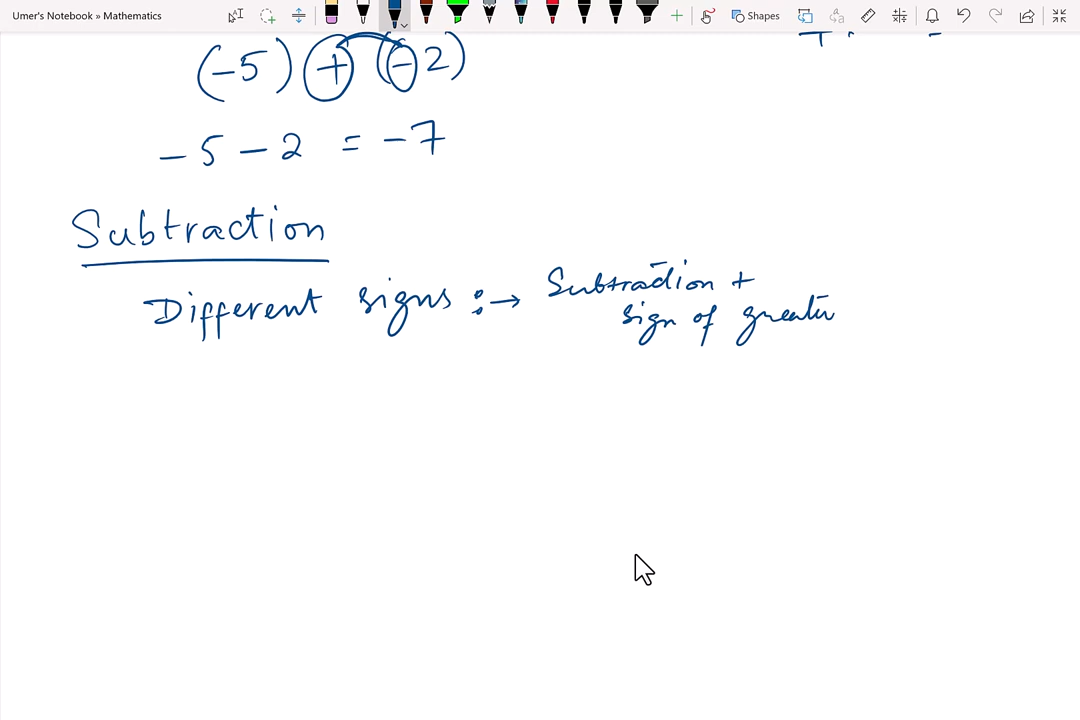 Umer's Notebook » Mathematics
Shapes
(-5) + (-2)
-5 - 2 = -7
Subtraction
Different signs :→ Subtraction +
sign of greater